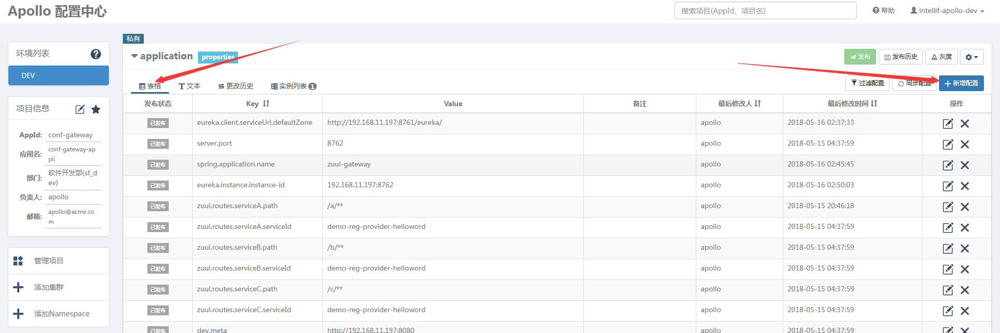 Apollo 配置中心
搜索项目(AppId、项目名)
帮助
intellif-apollo-dev
环境列表
DEV
项目信息
AppId: conf-gateway
应用名: conf-gateway-ap
pli
部门: 软件开发部(sf_d
ev)
负责人: apollo
邮箱: apollo@acme.co
m
管理项目
添加集群
添加Namespace
私有
application properties
发布 发布历史 灰度
表格 文本 更改历史 实例列表 1
过滤配置 同步配置 新增配置
发布状态 Key Value 备注 最后修改人 最后修改时间 操作
已发布 eureka.client.serviceUrl.defaultZone http://192.168.11.197:8761/eureka/ apollo 2018-05-16 02:37:33
已发布 server.port 8762 apollo 2018-05-15 04:37:59
已发布 spring.application.name zuul-gateway apollo 2018-05-16 02:45:45
已发布 eureka.instance.instance-id 192.168.11.197:8762 apollo 2018-05-16 02:50:03
已发布 zuul.routes.serviceA.path /a/** apollo 2018-05-15 20:46:18
已发布 zuul.routes.serviceA.serviceId demo-reg-provider-helloword apollo 2018-05-15 04:37:59
已发布 zuul.routes.serviceB.path /b/** apollo 2018-05-15 04:37:59
已发布 zuul.routes.serviceB.serviceId demo-reg-provider-helloword apollo 2018-05-15 04:37:59
已发布 zuul.routes.serviceC.path /c/** apollo 2018-05-15 04:37:59
已发布 zuul.routes.serviceC.serviceId demo-reg-provider-helloword apollo 2018-05-15 04:37:59
已发布 dev.meta http://192.168.11.197:8080 apollo 2018-05-15 04:37:59